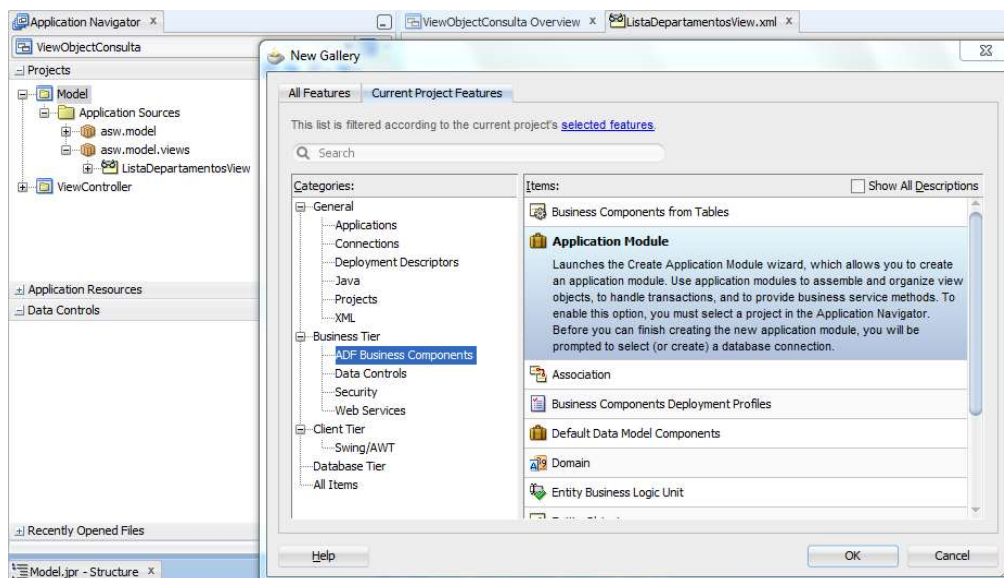 Application Navigator
ViewObjectConsulta
Projects
Model
Application Sources
asw.model
asw.model.views
ListaDepartamentosView
ViewController
Application Resources
Data Controls
Recently Opened Files
Model.jpr - Structure
ViewObjectConsulta Overview
ListaDepartamentosView.xml
New Gallery
All Features
Current Project Features
This list is filtered according to the current project's selected features.
Search
Categories:
General
Applications
Connections
Deployment Descriptors
Java
Projects
XML
Business Tier
ADF Business Components
Data Controls
Security
Web Services
Client Tier
Swing/AWT
Database Tier
All Items
Items:
Show All Descriptions
Business Components from Tables
Application Module
Launches the Create Application Module wizard, which allows you to create
an application module. Use application modules to assemble and organize view
objects, to handle transactions, and to provide business service methods. To
enable this option, you must select a project in the Application Navigator.
Before you can finish creating the new application module, you will be
prompted to select (or create) a database connection.
Association
Business Components Deployment Profiles
Default Data Model Components
Domain
Entity Business Logic Unit
Help
OK
Cancel